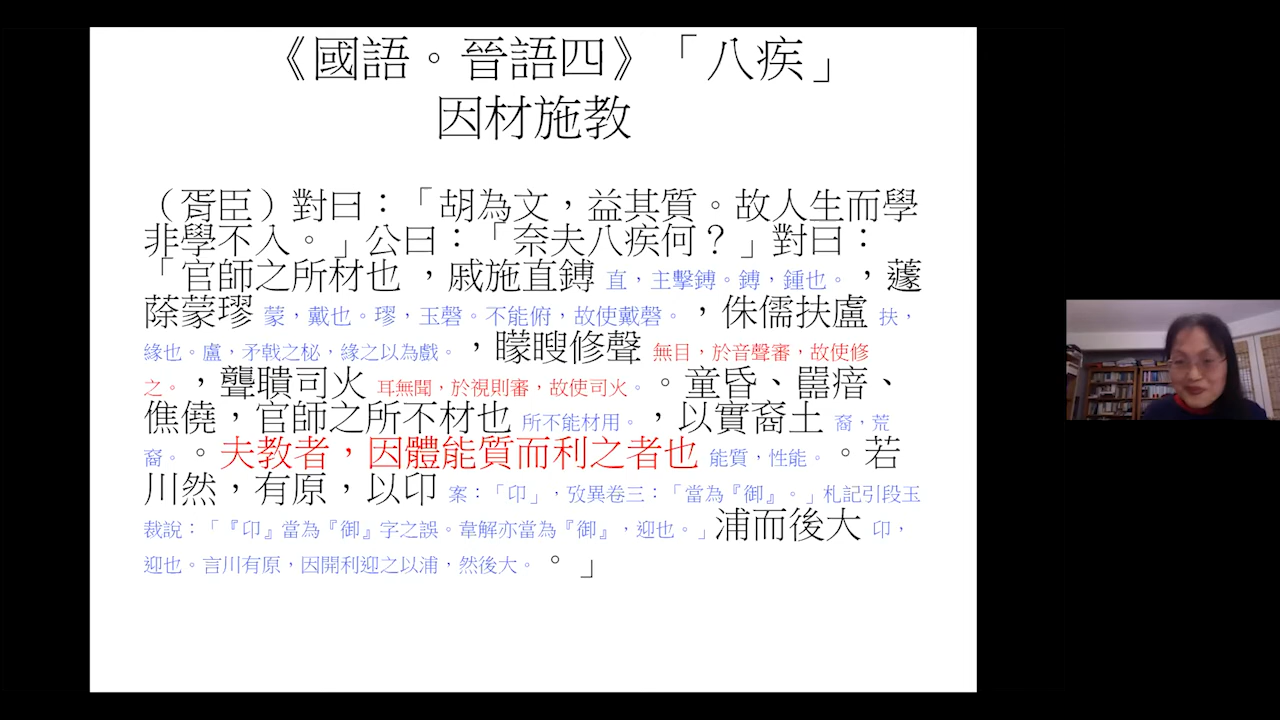 《國語。晉語四》「八疾」
因材施教
（胥臣）對曰：「胡為文，益其質。故人生而學
非學不入。」公曰：「奈夫八疾何？」對曰：
「官師之所材也，戚施直鎛 直，主擊鎛。鎛，鍾也。，蘧
蒢蒙璆 蒙，戴也。璆，玉磬。不能俯，故使戴磬。，侏儒扶盧 扶，
緣也。盧，矛戟之柲，緣之以為戲。，矇瞍修聲 無目，於音聲審，故使修
之。，聾聵司火 耳無聞，於視則審，故使司火。。童昏、嚚瘖、
僬僥，官師之所不材也 所不能材用。，以實裔土 裔，荒
裔。。夫教者，因體能質而利之者也 能質，性能。。若
川然，有原，以卬 案：「卬」，攷異卷三：「當為『御』。」札記引段玉
裁說：「『卬』當為『御』字之誤。韋解亦當為『御』，迎也。」浦而後大 卬，
迎也。言川有原，因開利迎之以浦，然後大。。」